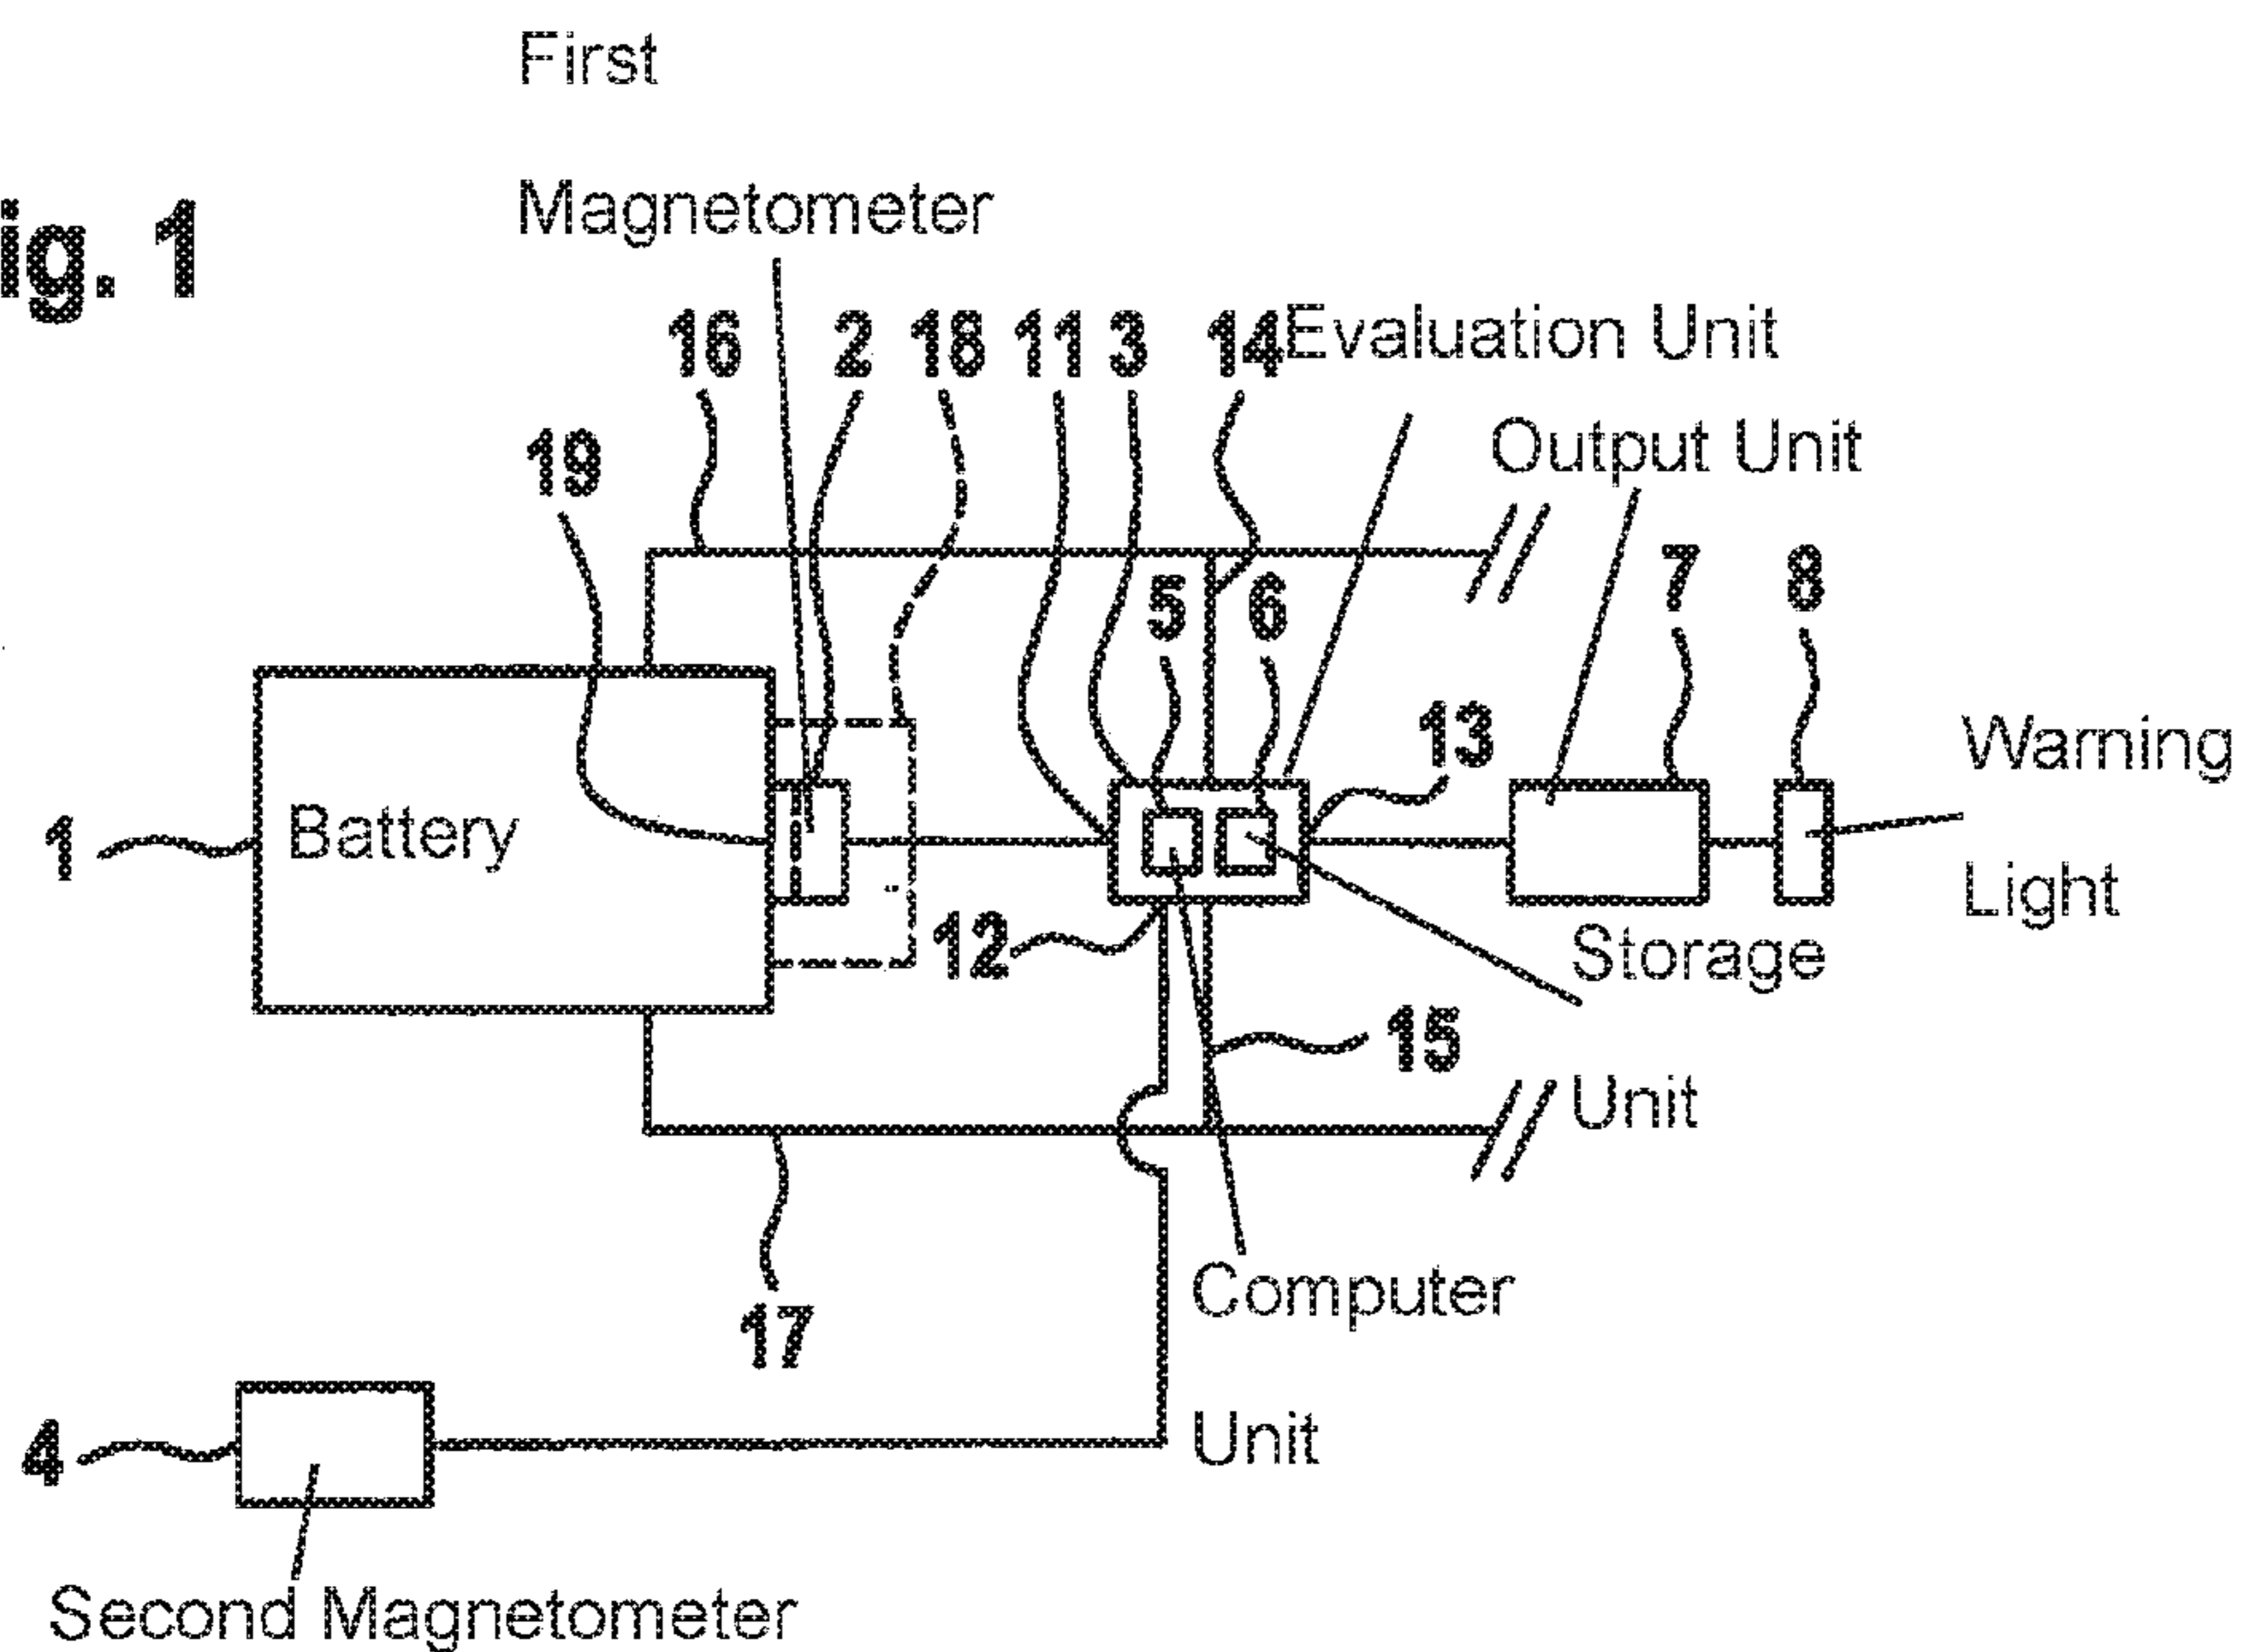 First
Magnetometer
ig. 1
16 2 18 11 3 14 Evaluation Unit
19
Output Unit
5 6 7 8
13
Warning
Light
1
Battery
12
Storage
Unit
15
17
Computer
Unit
4
Second Magnetometer